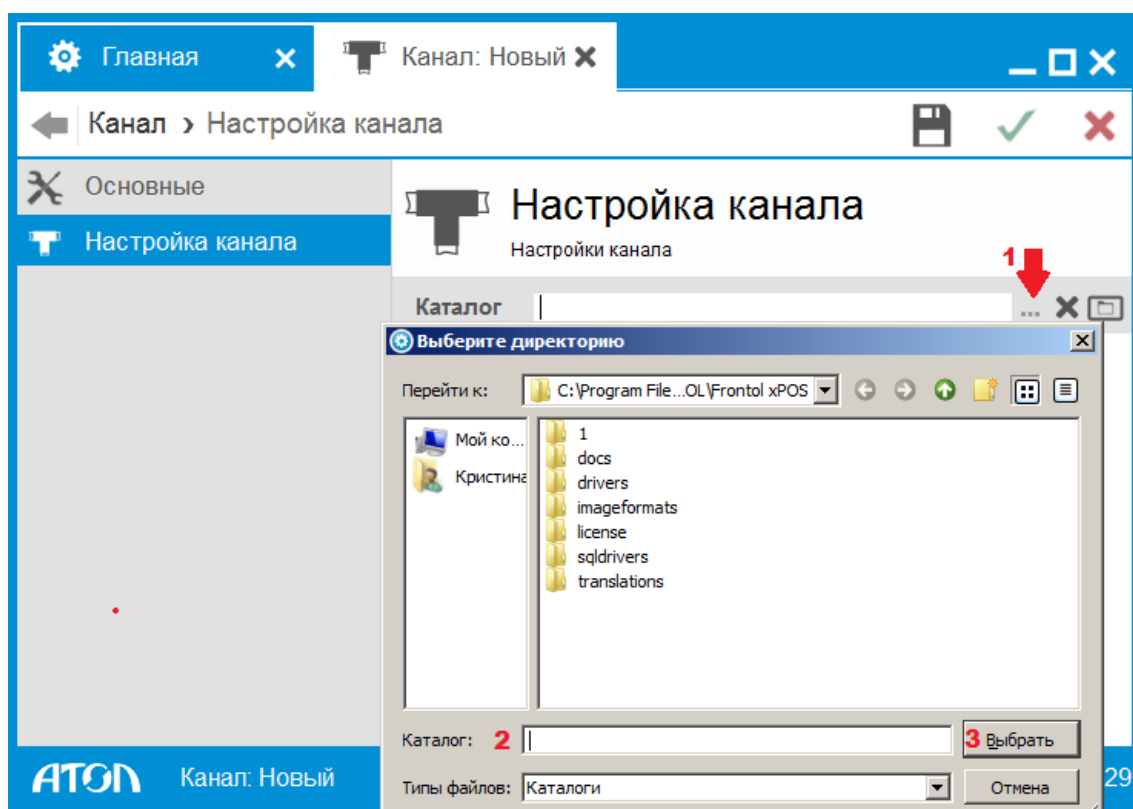 Главная
Канал: Новый
Канал › Настройка канала
Основные
Настройка канала
Настройка канала
Настройки канала
1
Каталог
...
Выберите директорию
Перейти к: C:\Program File...OL\Frontol xPOS
Мой ко...
Кристина
1
docs
drivers
imageformats
license
sqldrivers
translations
Каталог: 2
3 Выбрать
Типы файлов: Каталоги
Отмена
АТОЛ
Канал: Новый
29